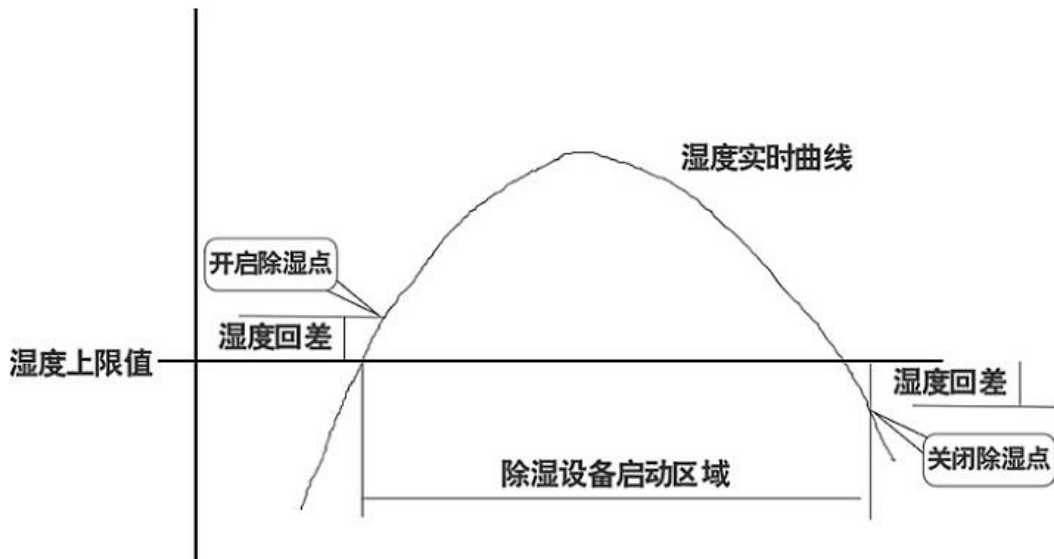 湿度实时曲线
开启除湿点
湿度回差
湿度上限值
湿度回差
关闭除湿点
除湿设备启动区域